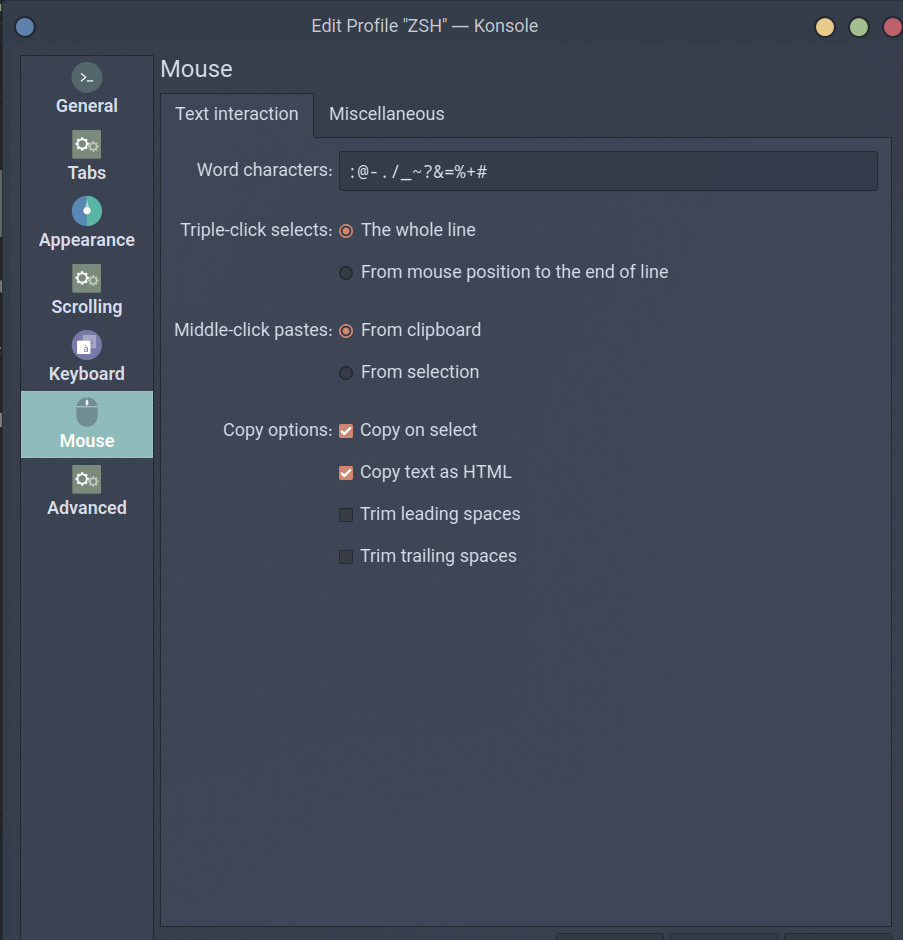 Edit Profile "ZSH" — Konsole
General
Tabs
Appearance
Scrolling
Keyboard
Mouse
Advanced
Mouse
Text interaction Miscellaneous
Word characters: :@-./_~?&=%+#
Triple-click selects: The whole line
From mouse position to the end of line
Middle-click pastes: From clipboard
From selection
Copy options: Copy on select
Copy text as HTML
Trim leading spaces
Trim trailing spaces